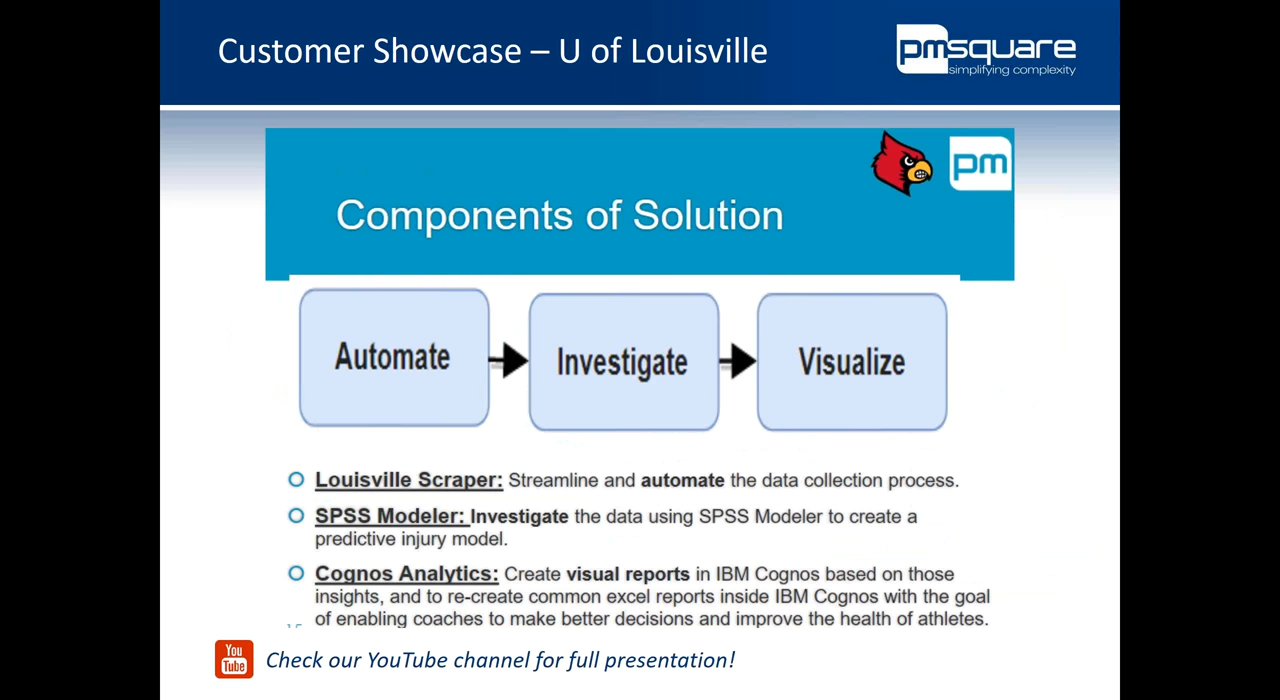 Customer Showcase – U of Louisville
pmsquare
simplifying complexity
pm
Components of Solution
Automate
Investigate
Visualize
Louisville Scraper: Streamline and automate the data collection process.
SPSS Modeler: Investigate the data using SPSS Modeler to create a
predictive injury model.
Cognos Analytics: Create visual reports in IBM Cognos based on those
insights, and to re-create common excel reports inside IBM Cognos with the goal
of enabling coaches to make better decisions and improve the health of athletes.
You
Tube
Check our YouTube channel for full presentation!